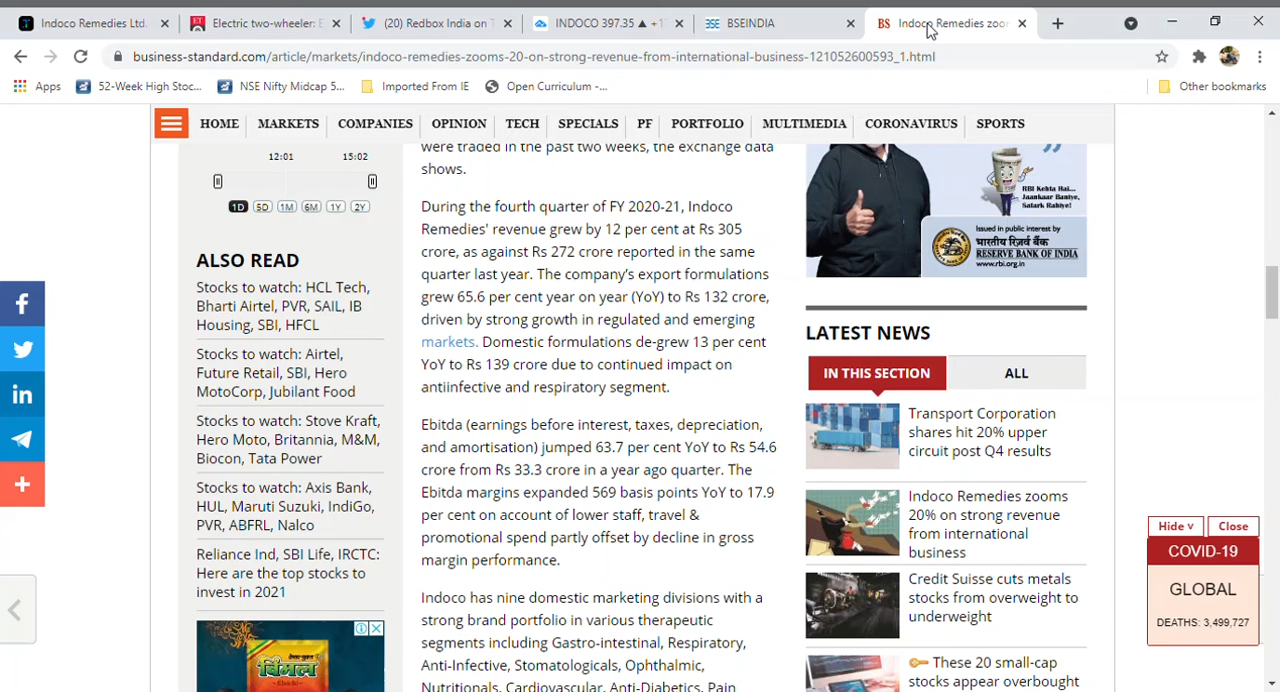 Indoco Remedies Ltd.
Electric two-wheeler: E
(20) Redbox India on T
INDOCO 397.35 ▲ +1
BSEINDIA
BS Indoco Remedies zoo
business-standard.com/article/markets/indoco-remedies-zooms-20-on-strong-revenue-from-international-business-121052600593_1.html
Apps 52-Week High Stoc... NSE Nifty Midcap 5... Imported From IE Open Curriculum -... Other bookmarks
HOME MARKETS COMPANIES OPINION TECH SPECIALS PF PORTFOLIO MULTIMEDIA CORONAVIRUS SPORTS
12:01 15:02
1D 5D 1M 6M 1Y 2Y
ALSO READ
Stocks to watch: HCL Tech,
Bharti Airtel, PVR, SAIL, IB
Housing, SBI, HFCL
Stocks to watch: Airtel,
Future Retail, SBI, Hero
MotoCorp, Jubilant Food
Stocks to watch: Stove Kraft,
Hero Moto, Britannia, M&M,
Biocon, Tata Power
Stocks to watch: Axis Bank,
HUL, Maruti Suzuki, IndiGo,
PVR, ABFRL, Nalco
Reliance Ind, SBI Life, IRCTC:
Here are the top stocks to
invest in 2021
were traded in the past two weeks, the exchange data
shows.
During the fourth quarter of FY 2020-21, Indoco
Remedies' revenue grew by 12 per cent at Rs 305
crore, as against Rs 272 crore reported in the same
quarter last year. The company's export formulations
grew 65.6 per cent year on year (YoY) to Rs 132 crore,
driven by strong growth in regulated and emerging
markets. Domestic formulations de-grew 13 per cent
YoY to Rs 139 crore due to continued impact on
antiinfective and respiratory segment.
Ebitda (earnings before interest, taxes, depreciation,
and amortisation) jumped 63.7 per cent YoY to Rs 54.6
crore from Rs 33.3 crore in a year ago quarter. The
Ebitda margins expanded 569 basis points YoY to 17.9
per cent on account of lower staff, travel &
promotional spend partly offset by decline in gross
margin performance.
Indoco has nine domestic marketing divisions with a
strong brand portfolio in various therapeutic
segments including Gastro-intestinal, Respiratory,
Anti-Infective, Stomatologicals, Ophthalmic,
Nutritionals, Cardiovascular, Anti-Diabetics, Pain
RBI Kehta Hai...
Jaankaar Baniye,
Satark Rahiye!
Issued in public interest by
भारतीय रिज़र्व बैंक
RESERVE BANK OF INDIA
www.rbi.org.in
LATEST NEWS
IN THIS SECTION ALL
Transport Corporation
shares hit 20% upper
circuit post Q4 results
Indoco Remedies zooms
20% on strong revenue
from international
business
Credit Suisse cuts metals
stocks from overweight to
underweight
These 20 small-cap
stocks appear overbought
Hide v Close
COVID-19
GLOBAL
DEATHS: 3,499,727